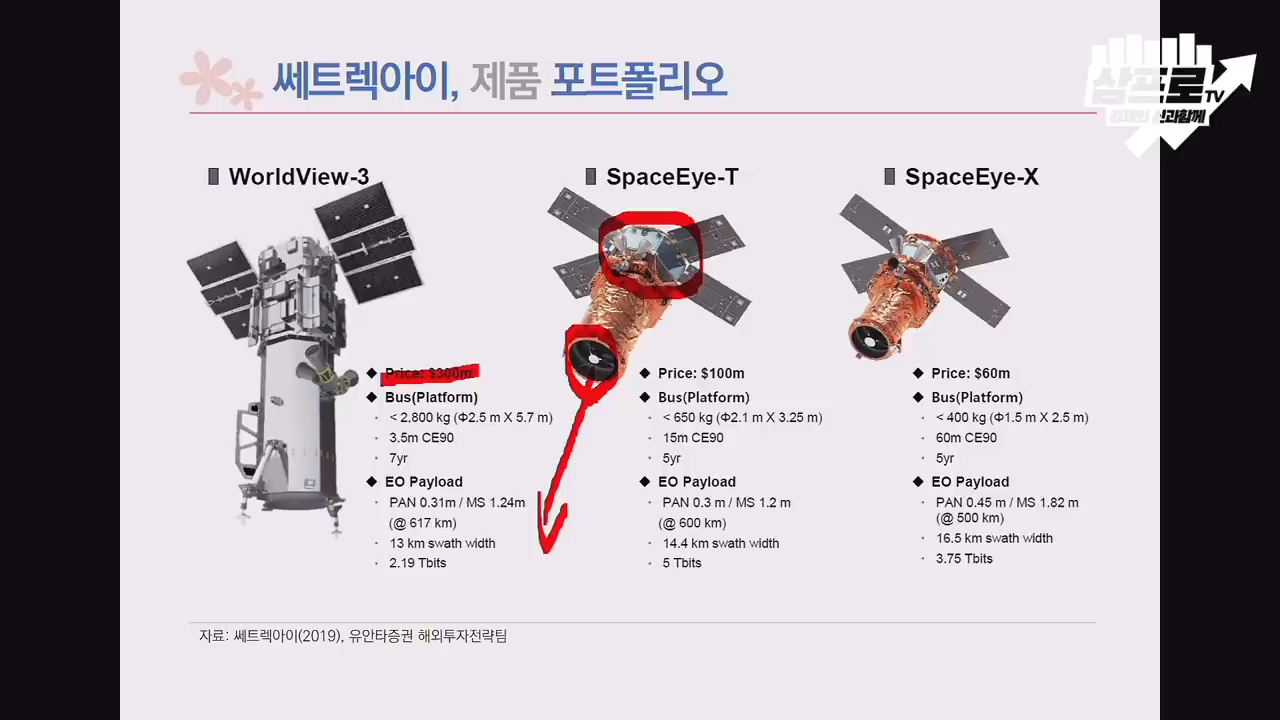 쎄트렉아이, 제품 포트폴리오
삼프로TV
WorldView-3
Price: $300m
Bus(Platform)
< 2.800 kg (Φ2.5 m X 5.7 m)
3.5m CE90
7yr
EO Payload
PAN 0.31m / MS 1.24m
(@ 617 km)
13 km swath width
2.19 Tbits
SpaceEye-T
Price: $100m
Bus(Platform)
< 650 kg (Φ2.1 m X 3.25 m)
15m CE90
5yr
EO Payload
PAN 0.3 m / MS 1.2 m
(@ 600 km)
14.4 km swath width
5 Tbits
SpaceEye-X
Price: $60m
Bus(Platform)
< 400 kg (Φ1.5 m X 2.5 m)
60m CE90
5yr
EO Payload
PAN 0.45 m / MS 1.82 m
(@ 500 km)
16.5 km swath width
3.75 Tbits
자료: 쎄트렉아이(2019), 유안타증권 해외투자전략팀